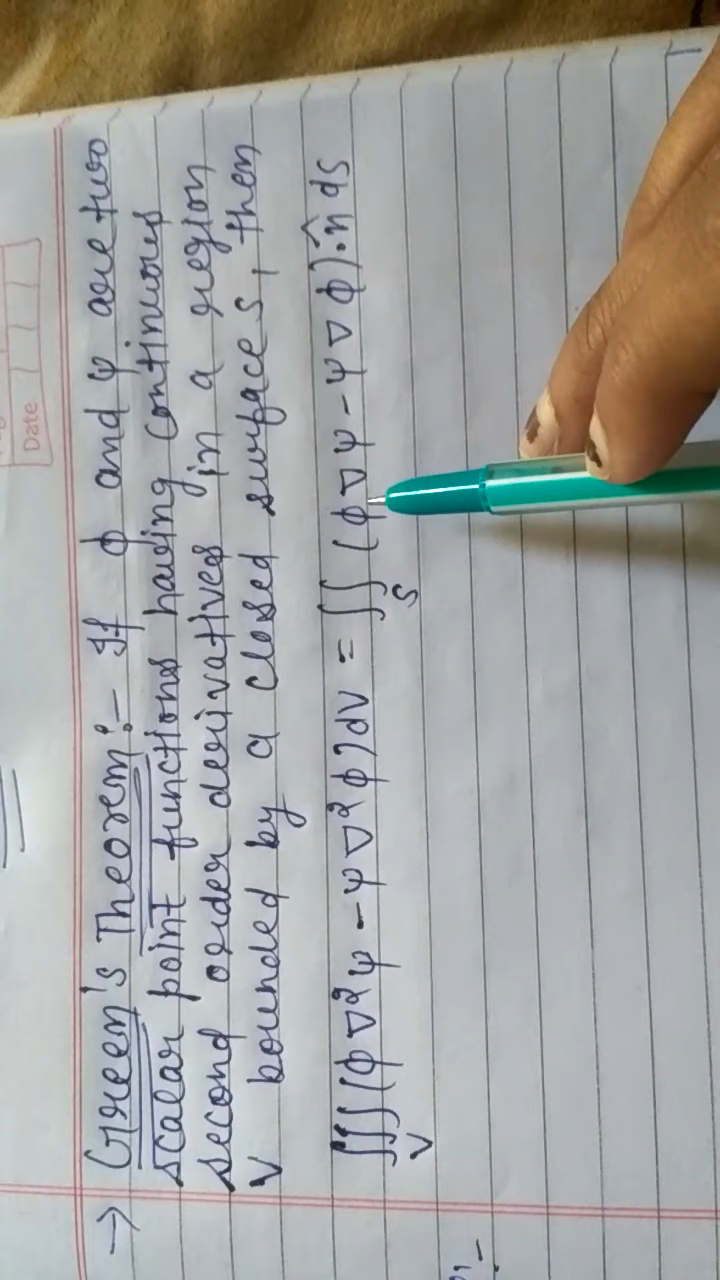 Date
→ Green's Theorem:- If ϕ and ψ are two
scalar point functions having continuous
second order derivatives in a region
V bounded by a closed surface S, then
∭_V (ϕ∇²ψ - ψ∇²ϕ)dV = ∬_S (ϕ∇ψ - ψ∇ϕ).n̂ ds